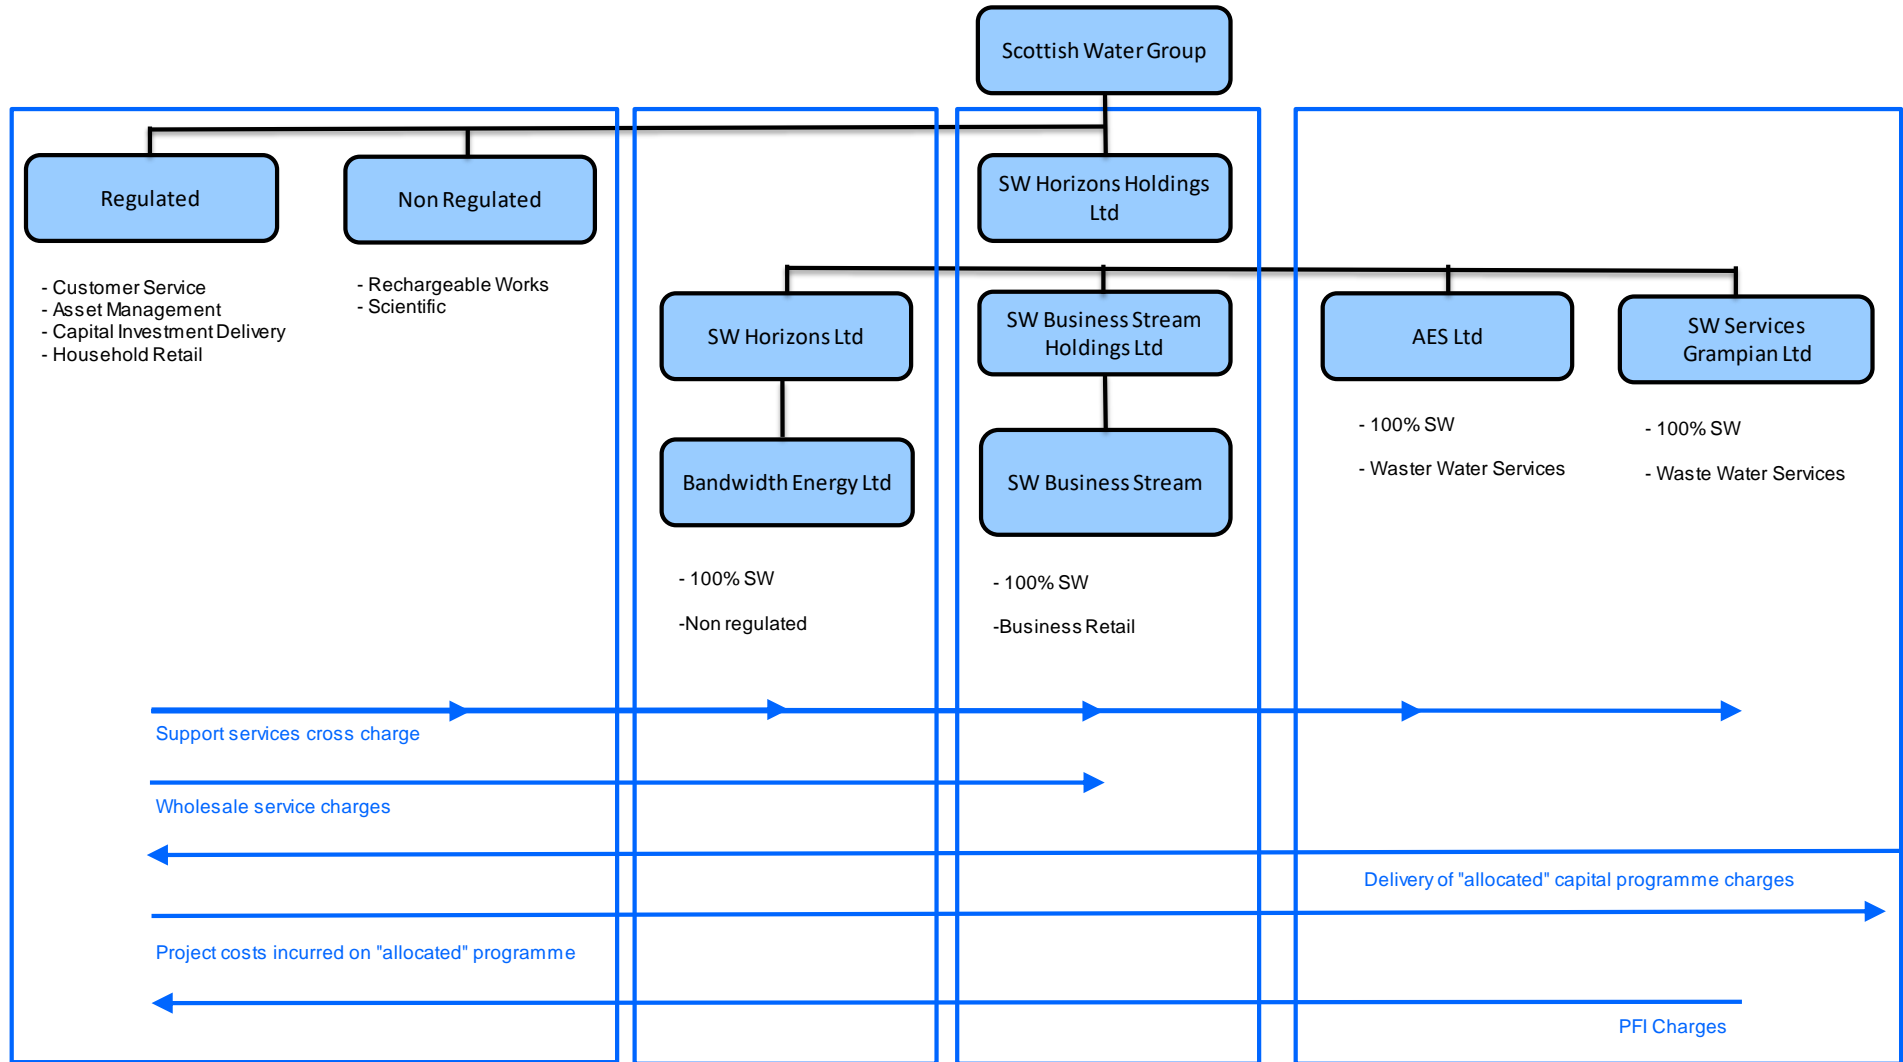 Scottish Water Group
Regulated
Non Regulated
SW Horizons Holdings
Ltd
- Customer Service
- Asset Management
- Capital Investment Delivery
- Household Retail
- Rechargeable Works
- Scientific
SW Horizons Ltd
SW Business Stream
Holdings Ltd
AES Ltd
SW Services
Grampian Ltd
Bandwidth Energy Ltd
SW Business Stream
- 100% SW
- Waster Water Services
- 100% SW
- Waste Water Services
- 100% SW
-Non regulated
- 100% SW
-Business Retail
Support services cross charge
Wholesale service charges
Delivery of "allocated" capital programme charges
Project costs incurred on "allocated" programme
PFI Charges